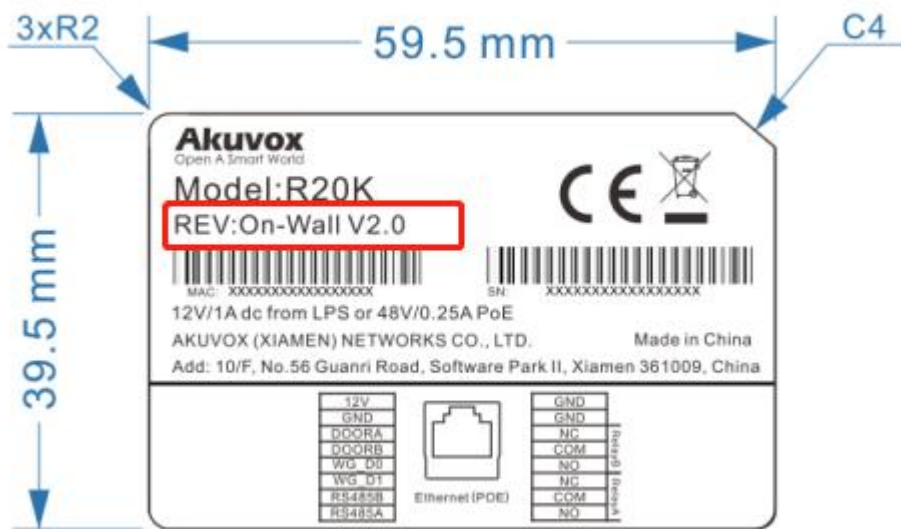 3xR2
59.5 mm
C4
39.5 mm
Akuvox
Open A Smart World
Model:R20K
REV:On-Wall V2.0
CE
MAC: XXXXXXXXXXXXXXXXX
SN: XXXXXXXXXXXXXXXXX
12V/1A dc from LPS or 48V/0.25A PoE
AKUVOX (XIAMEN) NETWORKS CO., LTD. Made in China
Add: 10/F, No.56 Guanri Road, Software Park II, Xiamen 361009, China
12V
GND
DOORA
DOORB
WG_D0
WG_D1
RS485B
RS485A
Ethernet(POE)
GND
GND
NC
COM
NO
NC
COM
NO
RelayB
RelayA